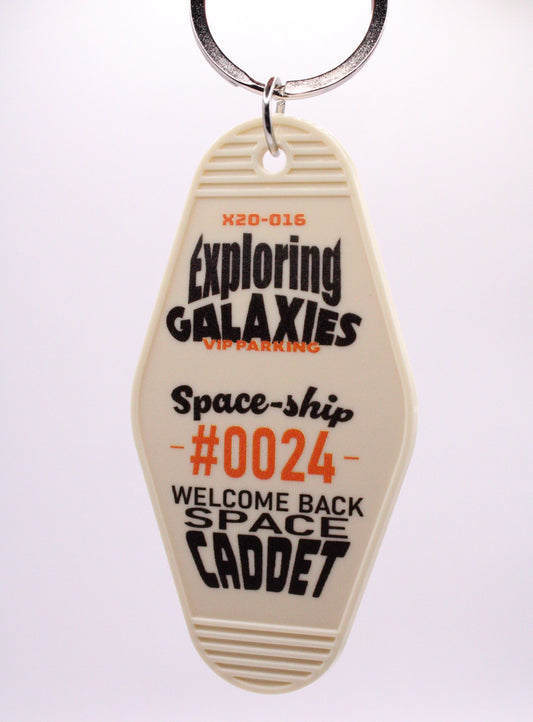 X20-016
Exploring
GALAXIES
VIP PARKING
Space-ship
-#0024-
WELCOME BACK
SPACE
CADDET